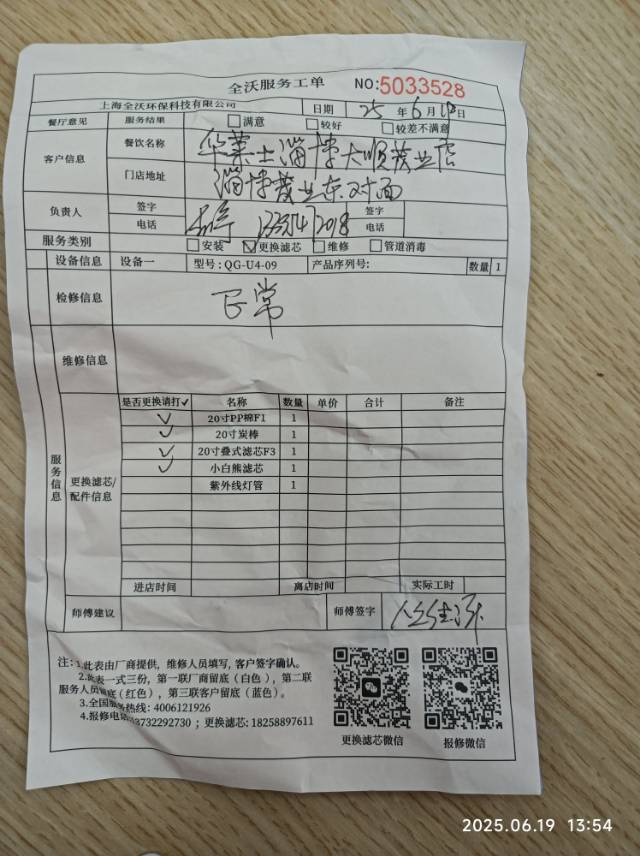 全沃服务工单 NO:5033528
上海全沃环保科技有限公司 日期 25 年 6 月 日
餐厅意见 服务结果 满意 较好 较差不满意
客户信息 餐饮名称 华莱士淄博大顺茂业店
门店地址 淄博茂业东对面
负责人 签字 签字
电话 电话
服务类别 安装 更换滤芯 维修 管道消毒
设备信息 设备一 型号:QG-U4-09 产品序列号: 数量 1
检修信息 正常
维修信息
服务信息
更换滤芯/配件信息
是否更换请打✓ 名称 数量 单价 合计 备注
✓ 20寸PP棉F1 1
✓ 20寸炭棒 1
✓ 20寸叠式滤芯F3 1
✓ 小白熊滤芯 1
紫外线灯管 1
进店时间 离店时间 实际工时
师傅建议 师傅签字
注:1.此表由厂商提供,维修人员填写,客户签字确认。
2.此表一式三份,第一联厂商留底(白色),第二联
服务人员留底(红色),第三联客户留底(蓝色)。
3.全国服务热线:4006121926
4.报修电话 3732292730;更换滤芯:18258897611
更换滤芯微信 报修微信
2025.06.19 13:54